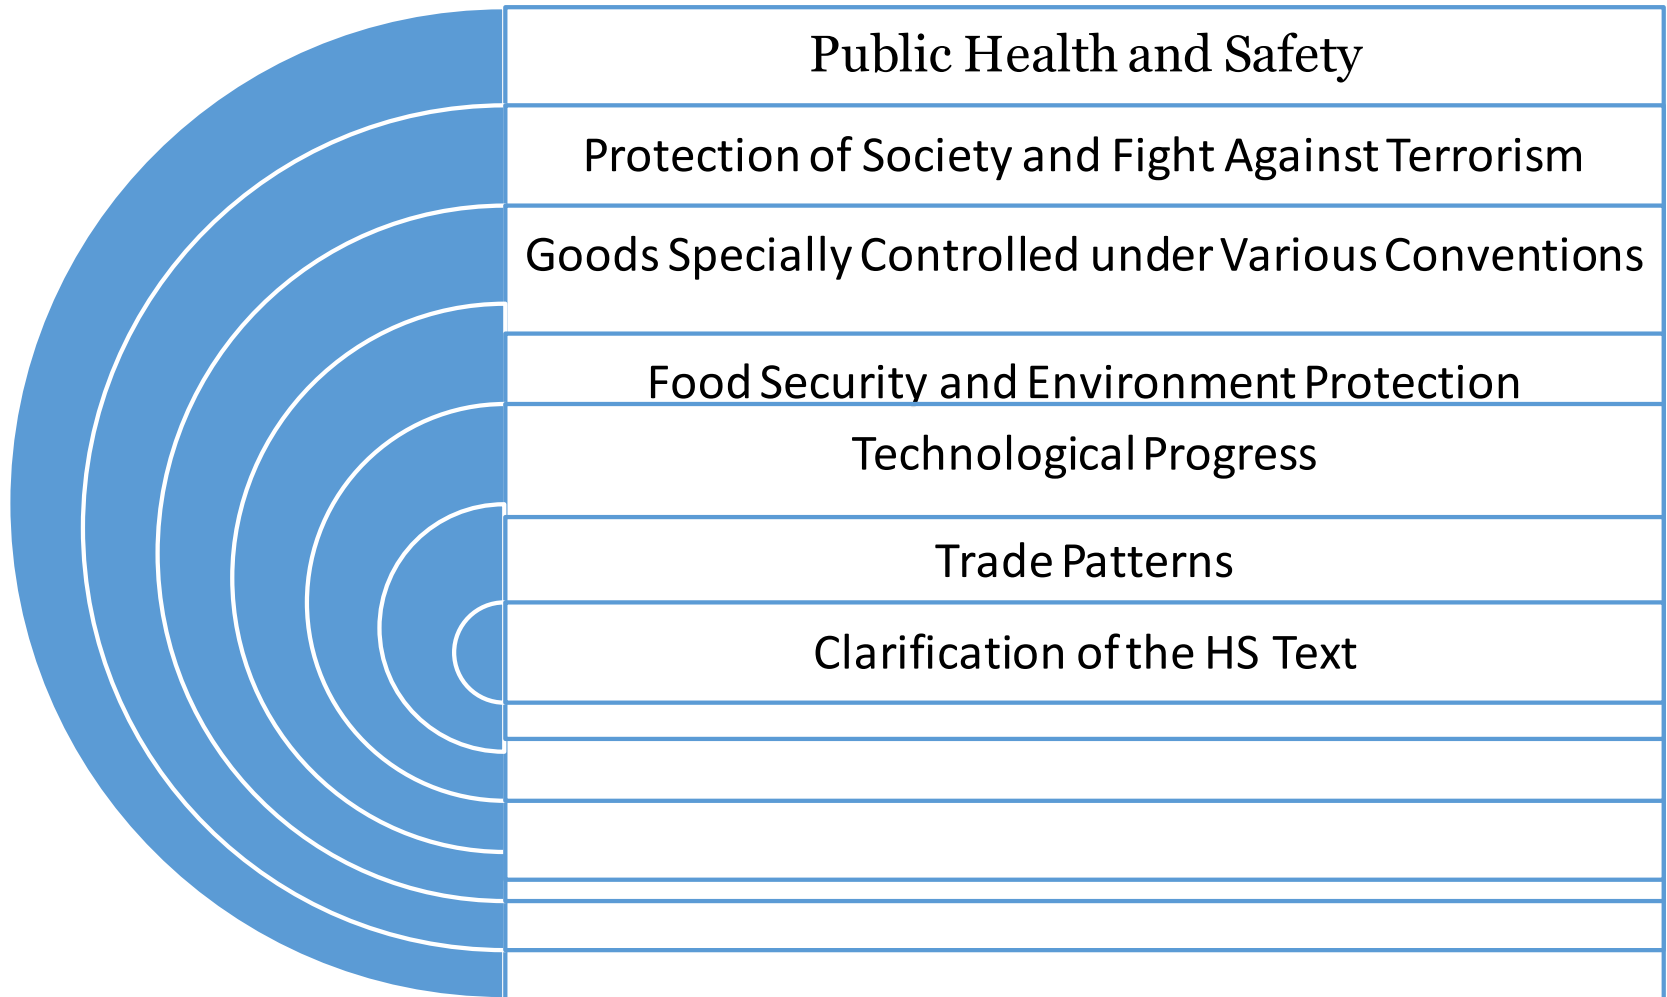 Public Health and Safety
Protection of Society and Fight Against Terrorism
Goods Specially Controlled under Various Conventions
Food Security and Environment Protection
Technological Progress
Trade Patterns
Clarification of the HS Text